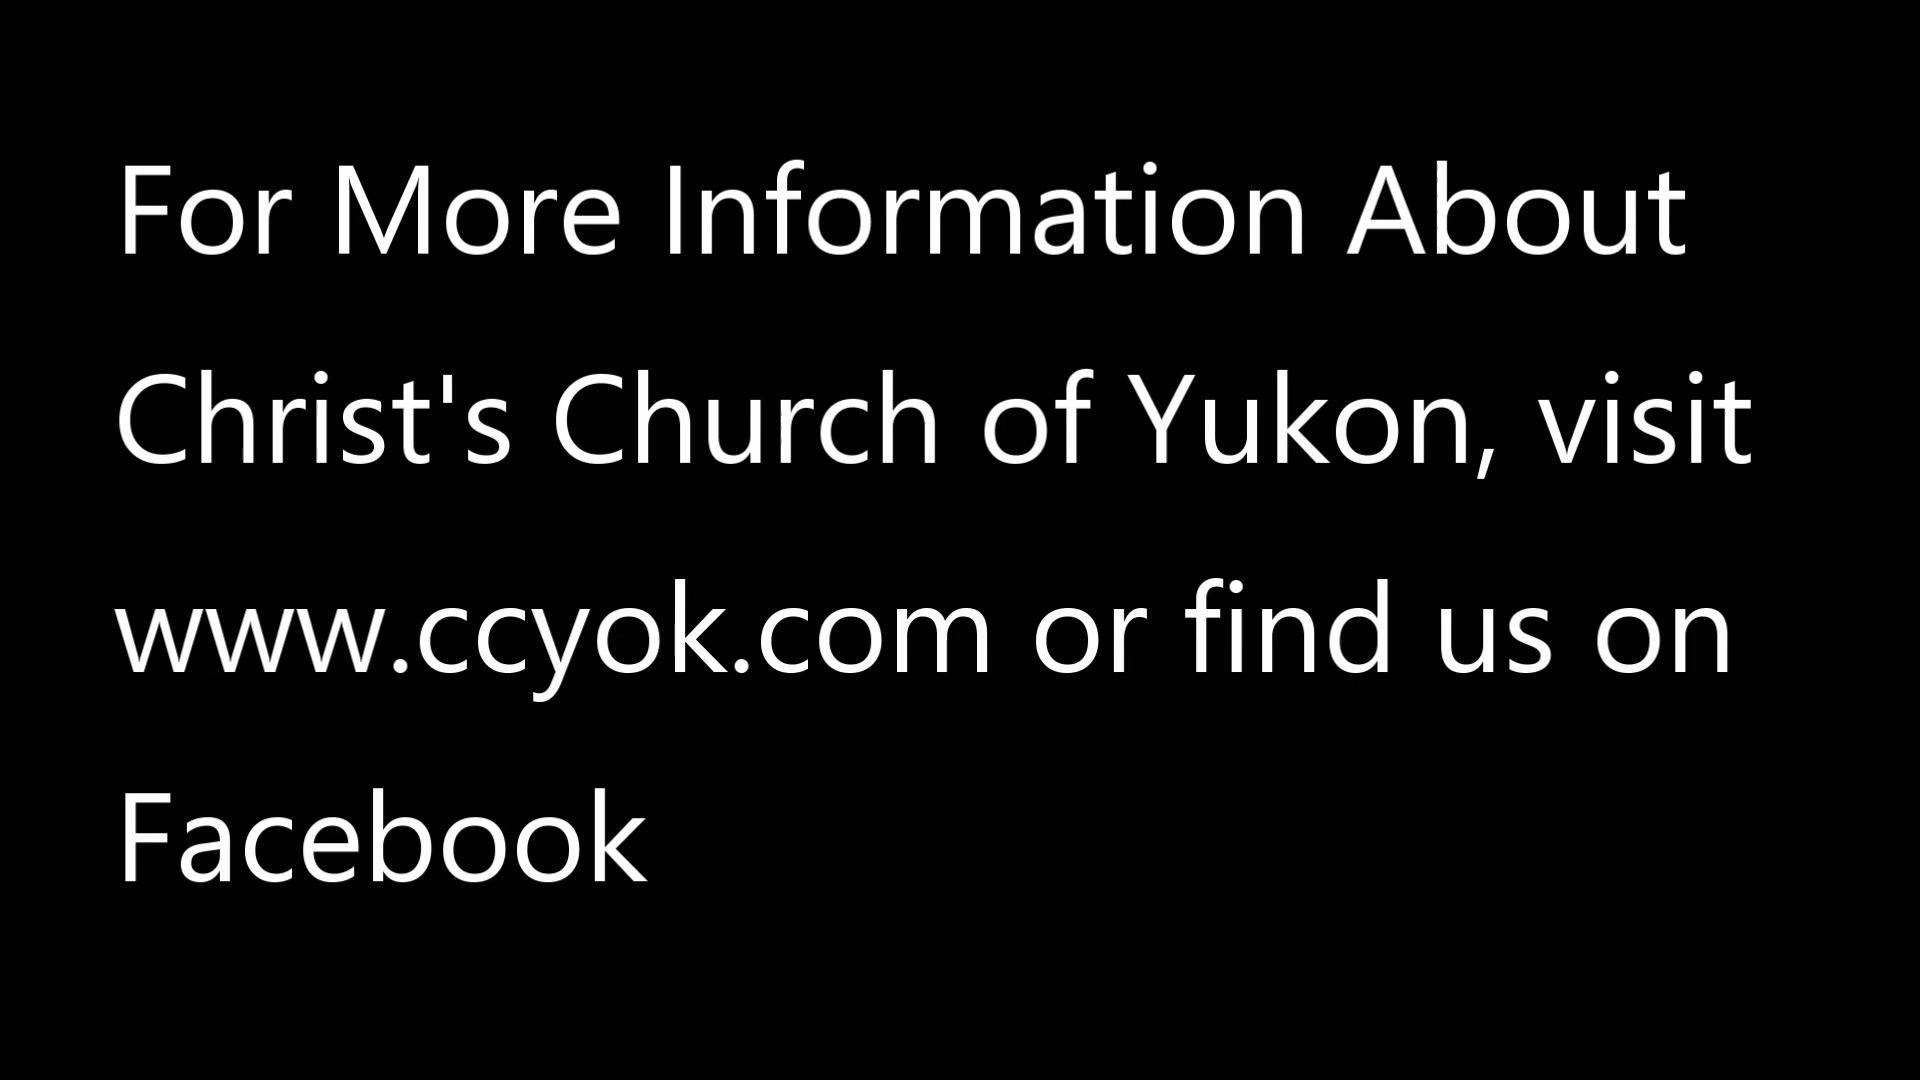 For More Information About
Christ's Church of Yukon, visit
www.ccyok.com or find us on
Facebook